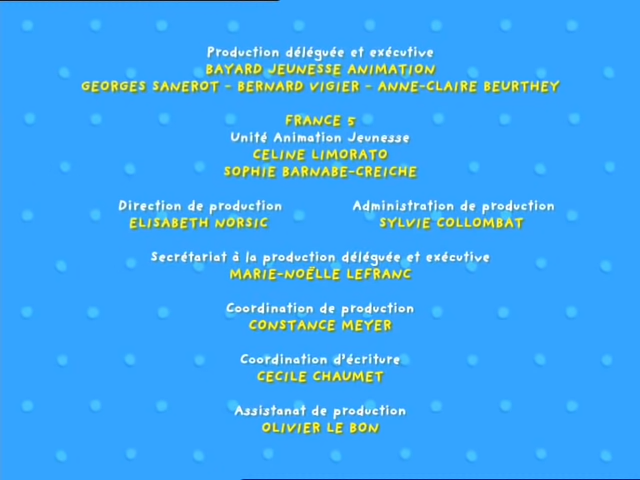 Production déléguée et exécutive
BAYARD JEUNESSE ANIMATION
GEORGES SANEROT - BERNARD VIGIER - ANNE-CLAIRE BEURTHEY
FRANCE 5
Unité Animation Jeunesse
CELINE LIMORATO
SOPHIE BARNABE-CREICHE
Direction de production
ELISABETH NORSIC
Administration de production
SYLVIE COLLOMBAT
Secrétariat à la production déléguée et exécutive
MARIE-NOËLLE LEFRANC
Coordination de production
CONSTANCE MEYER
Coordination d'écriture
CECILE CHAUMET
Assistanat de production
OLIVIER LE BON